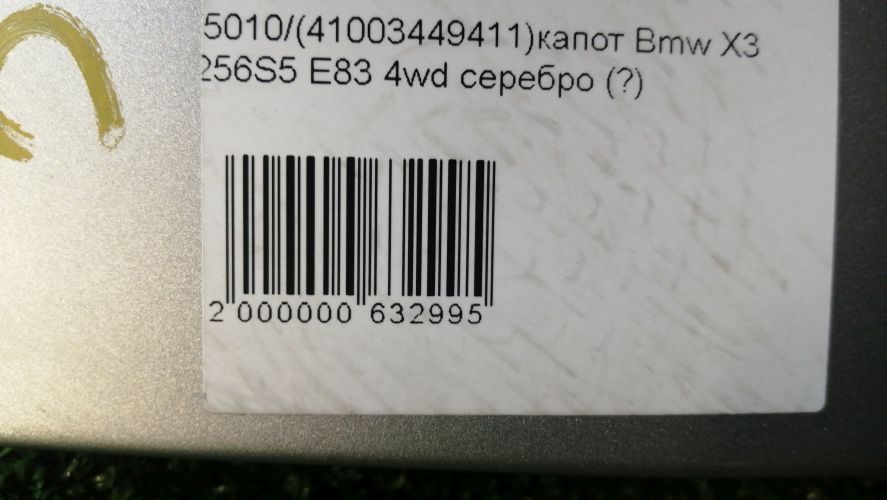 5010/(41003449411)капот Bmw X3
256S5 E83 4wd серебро (?)
2 000000 632995